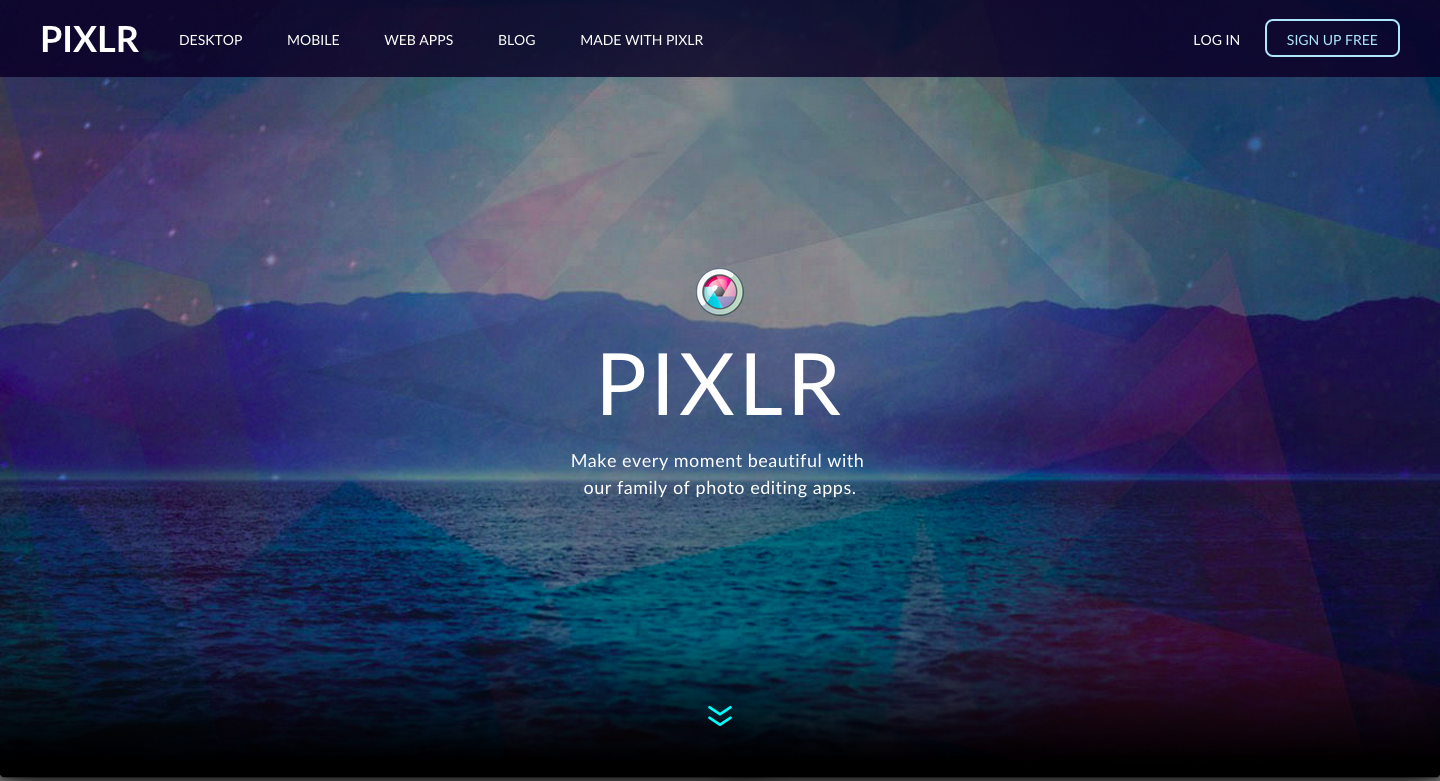 PIXLR DESKTOP MOBILE WEB APPS BLOG MADE WITH PIXLR LOG IN SIGN UP FREE
PIXLR
Make every moment beautiful with
our family of photo editing apps.